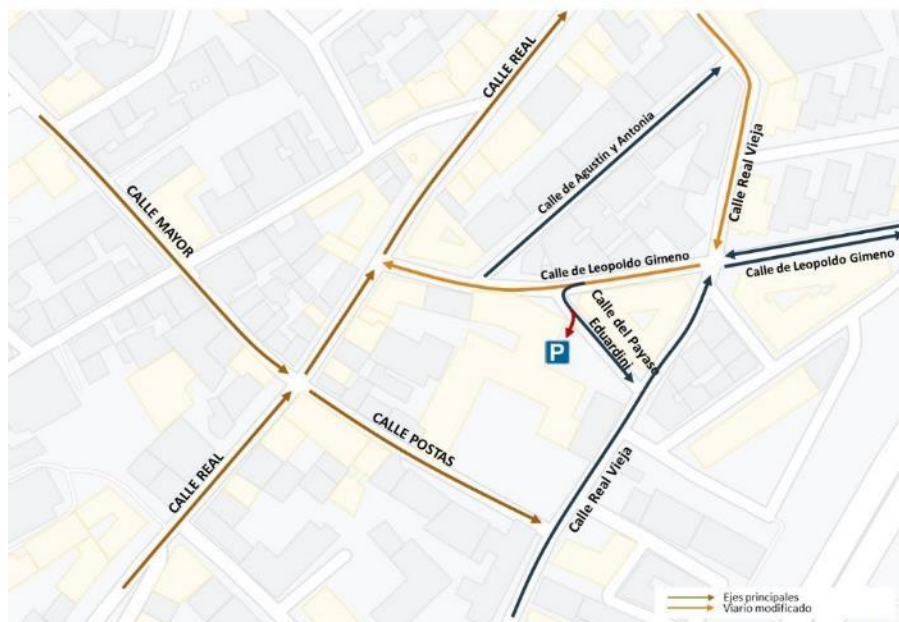 CALLE REAL
Calle de Agustín y Antonia
Calle Real Vieja
CALLE MAYOR
Calle de Leopoldo Gimeno
Calle de Leopoldo Gimeno
Calle del Payaso
Eduardini
P
CALLE POSTAS
CALLE REAL
Calle Real Vieja
Ejes principales
Viario modificado